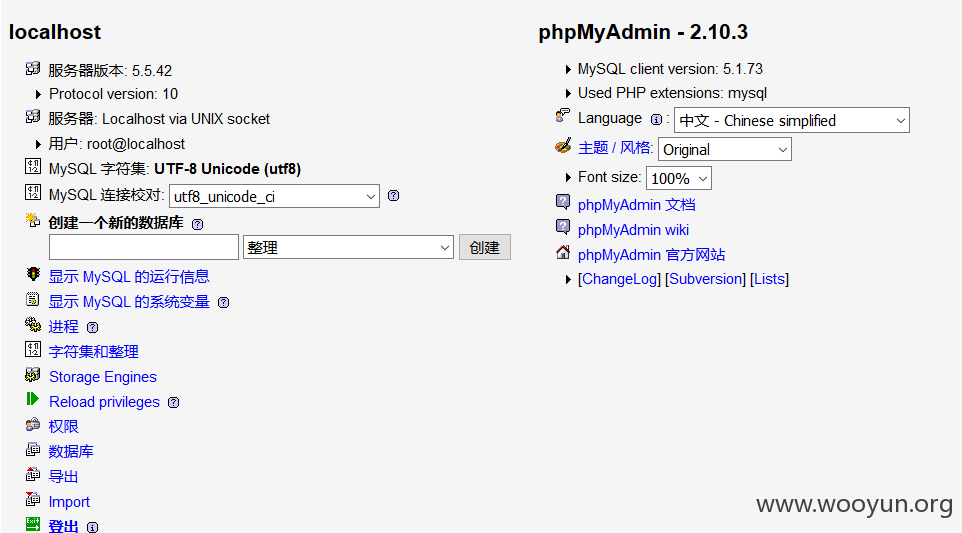 localhost
服务器版本: 5.5.42
Protocol version: 10
服务器: Localhost via UNIX socket
用户: root@localhost
MySQL 字符集: UTF-8 Unicode (utf8)
MySQL 连接校对: utf8_unicode_ci
创建一个新的数据库
整理 创建
显示 MySQL 的运行信息
显示 MySQL 的系统变量
进程
字符集和整理
Storage Engines
Reload privileges
权限
数据库
导出
Import
登出
phpMyAdmin - 2.10.3
MySQL client version: 5.1.73
Used PHP extensions: mysql
Language : 中文 - Chinese simplified
主题 / 风格: Original
Font size: 100%
phpMyAdmin 文档
phpMyAdmin wiki
phpMyAdmin 官方网站
[ChangeLog] [Subversion] [Lists]
www.wooyun.org